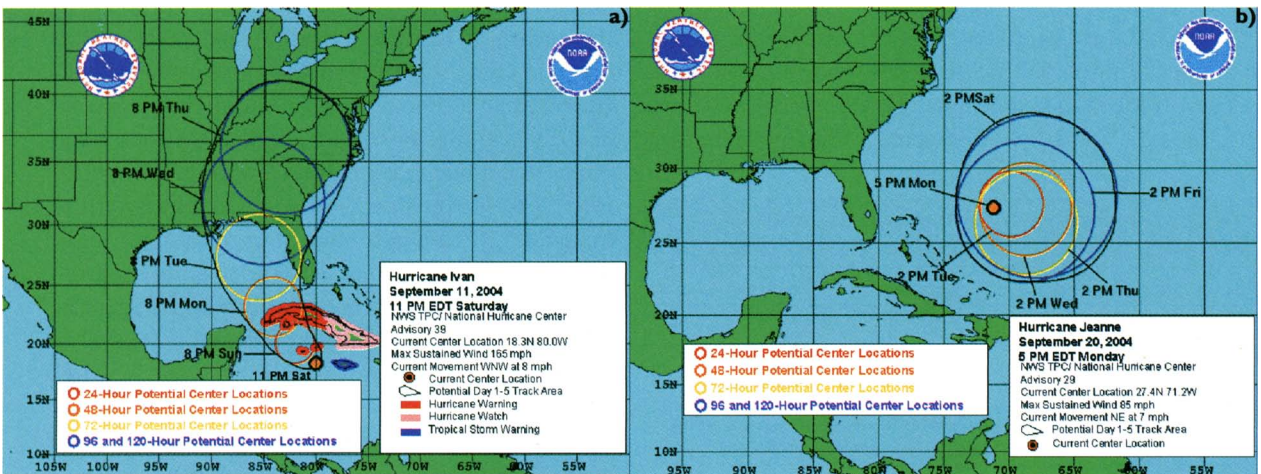 a)
45N
NOAA
40N
8 PM Thu
35N
8 PM Wed
30N
25N
8 PM Tue
8 PM Mon
20N
8 PM Sun
11 PM Sat
15N
10N
105W 100W 95W 90W 85W 80W 75W 70W 65W 60W 55W
24-Hour Potential Center Locations
48-Hour Potential Center Locations
72-Hour Potential Center Locations
96 and 120-Hour Potential Center Locations
Hurricane Ivan
September 11, 2004
11 PM EDT Saturday
NWS TPC/ National Hurricane Center
Advisory 39
Current Center Location 18.3N 80.0W
Max Sustained Wind 165 mph
Current Movement WNW at 8 mph
Current Center Location
Potential Day 1-5 Track Area
Hurricane Warning
Hurricane Watch
Tropical Storm Warning
b)
NOAA
35N
2 PMSat
30N
5 PM Mon
2 PM Fri
25N
2 PM Tue
2 PM Thu
2 PM Wed
20N
15N
10N
95W 90W 85W 80W 75W 70W 65W 60W 55W
24-Hour Potential Center Locations
48-Hour Potential Center Locations
72-Hour Potential Center Locations
96 and 120-Hour Potential Center Locations
Hurricane Jeanne
September 20, 2004
5 PM EDT Monday
NWS TPC/ National Hurricane Center
Advisory 29
Current Center Location 27.4N 71.2W
Max Sustained Wind 85 mph
Current Movement NE at 7 mph
Potential Day 1-5 Track Area
Current Center Location